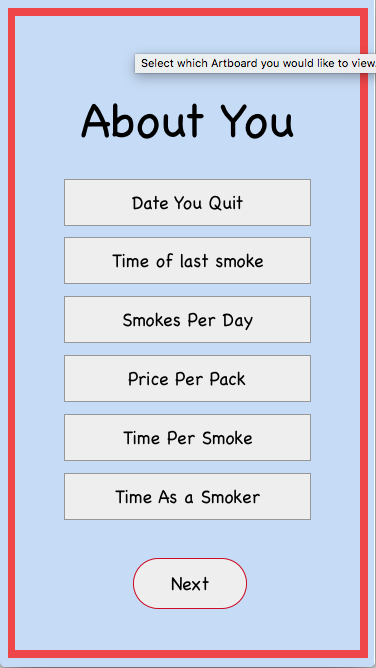 Select which Artboard you would like to view.
About You
Date You Quit
Time of last smoke
Smokes Per Day
Price Per Pack
Time Per Smoke
Time As a Smoker
Next